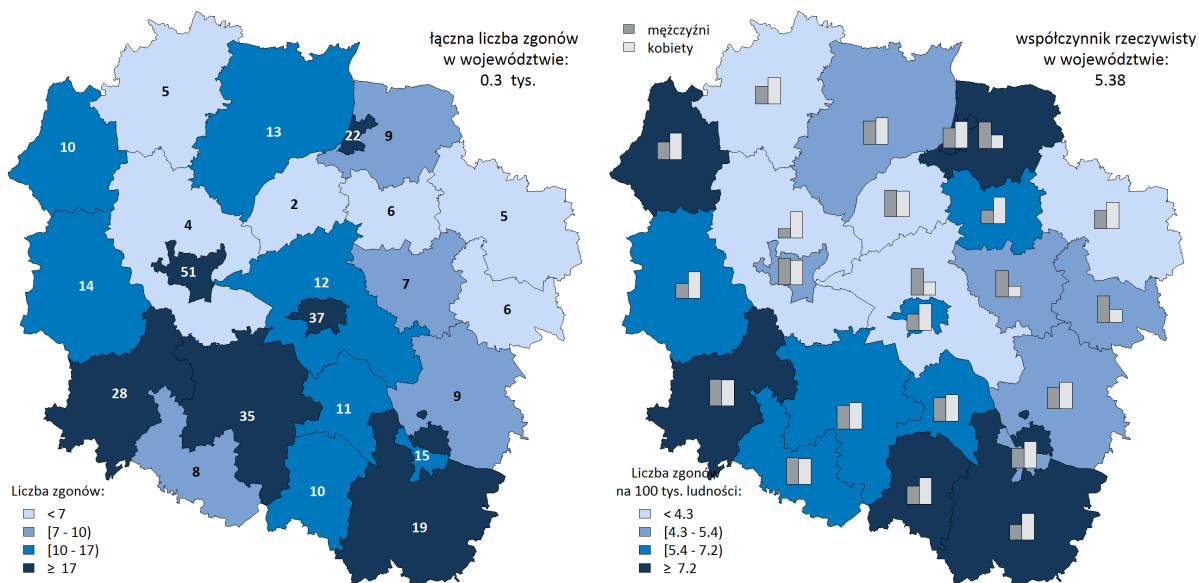 łączna liczba zgonów
w województwie:
0.3 tys.
5
13
22
9
10
2
6
5
4
51
14
12
7
37
6
28
35
11
9
15
8
10
19
Liczba zgonów:
< 7
[7 - 10)
[10 - 17)
≥ 17
mężczyźni
kobiety
współczynnik rzeczywisty
w województwie:
5.38
Liczba zgonów
na 100 tys. ludności:
< 4.3
[4.3 - 5.4)
[5.4 - 7.2)
≥ 7.2